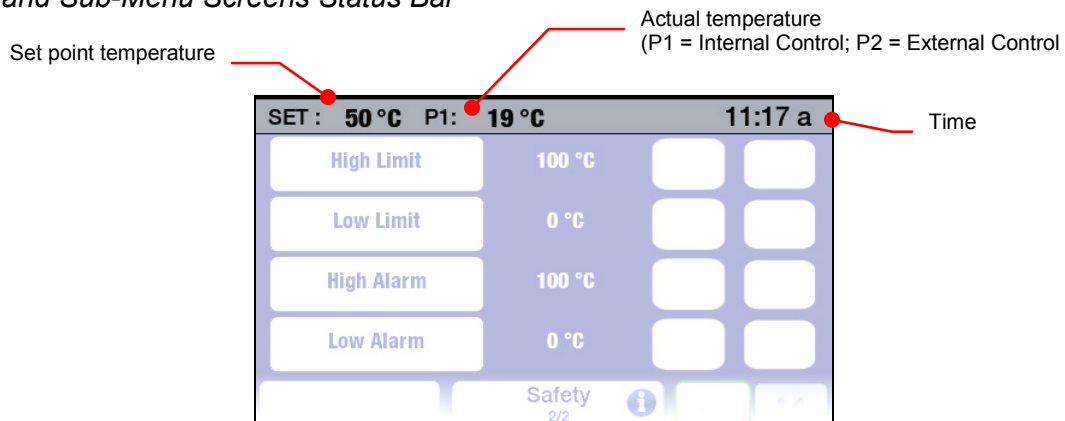 and Sub-Menu Screens Status Bar
Actual temperature
(P1 = Internal Control; P2 = External Control
Set point temperature
SET : 50 °C P1: 19 °C 11:17 a
Time
High Limit 100 °C
Low Limit 0 °C
High Alarm 100 °C
Low Alarm 0 °C
Safety
2/2